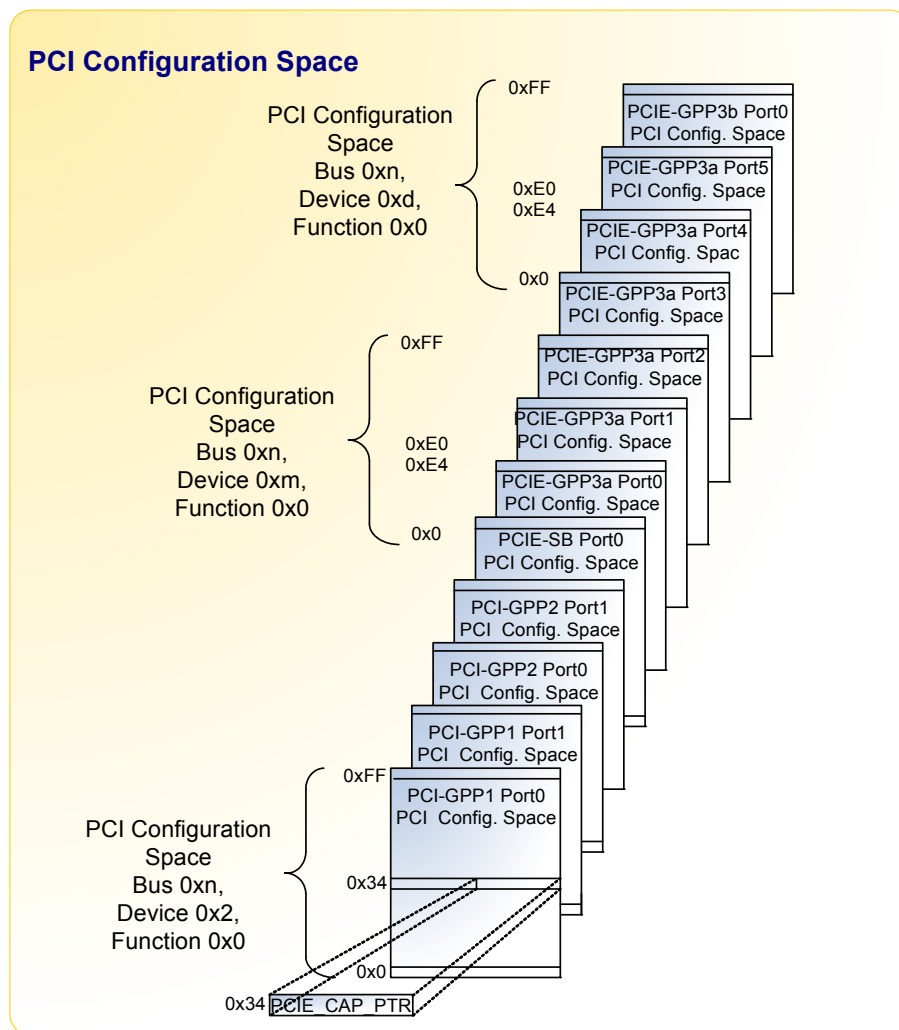 PCI Configuration Space
0xFF
PCI Configuration
Space
Bus 0xn,
Device 0xd,
Function 0x0
0xE0
0xE4
0x0
PCIE-GPP3b Port0
PCI Config. Space
PCIE-GPP3a Port5
PCI Config. Space
PCIE-GPP3a Port4
PCI Config. Spac
PCIE-GPP3a Port3
PCI Config. Space
0xFF
PCI Configuration
Space
Bus 0xn,
Device 0xm,
Function 0x0
0xE0
0xE4
0x0
PCIE-GPP3a Port2
PCI Config. Space
PCIE-GPP3a Port1
PCI Config. Space
PCIE-GPP3a Port0
PCI Config. Space
PCIE-SB Port0
PCI Config. Space
PCI-GPP2 Port1
PCI Config. Space
PCI-GPP2 Port0
PCI Config. Space
PCI-GPP1 Port1
PCI Config. Space
0xFF
PCI-GPP1 Port0
PCI Config. Space
PCI Configuration
Space
Bus 0xn,
Device 0x2,
Function 0x0
0x34
0x0
0x34
PCIE_CAP_PTR